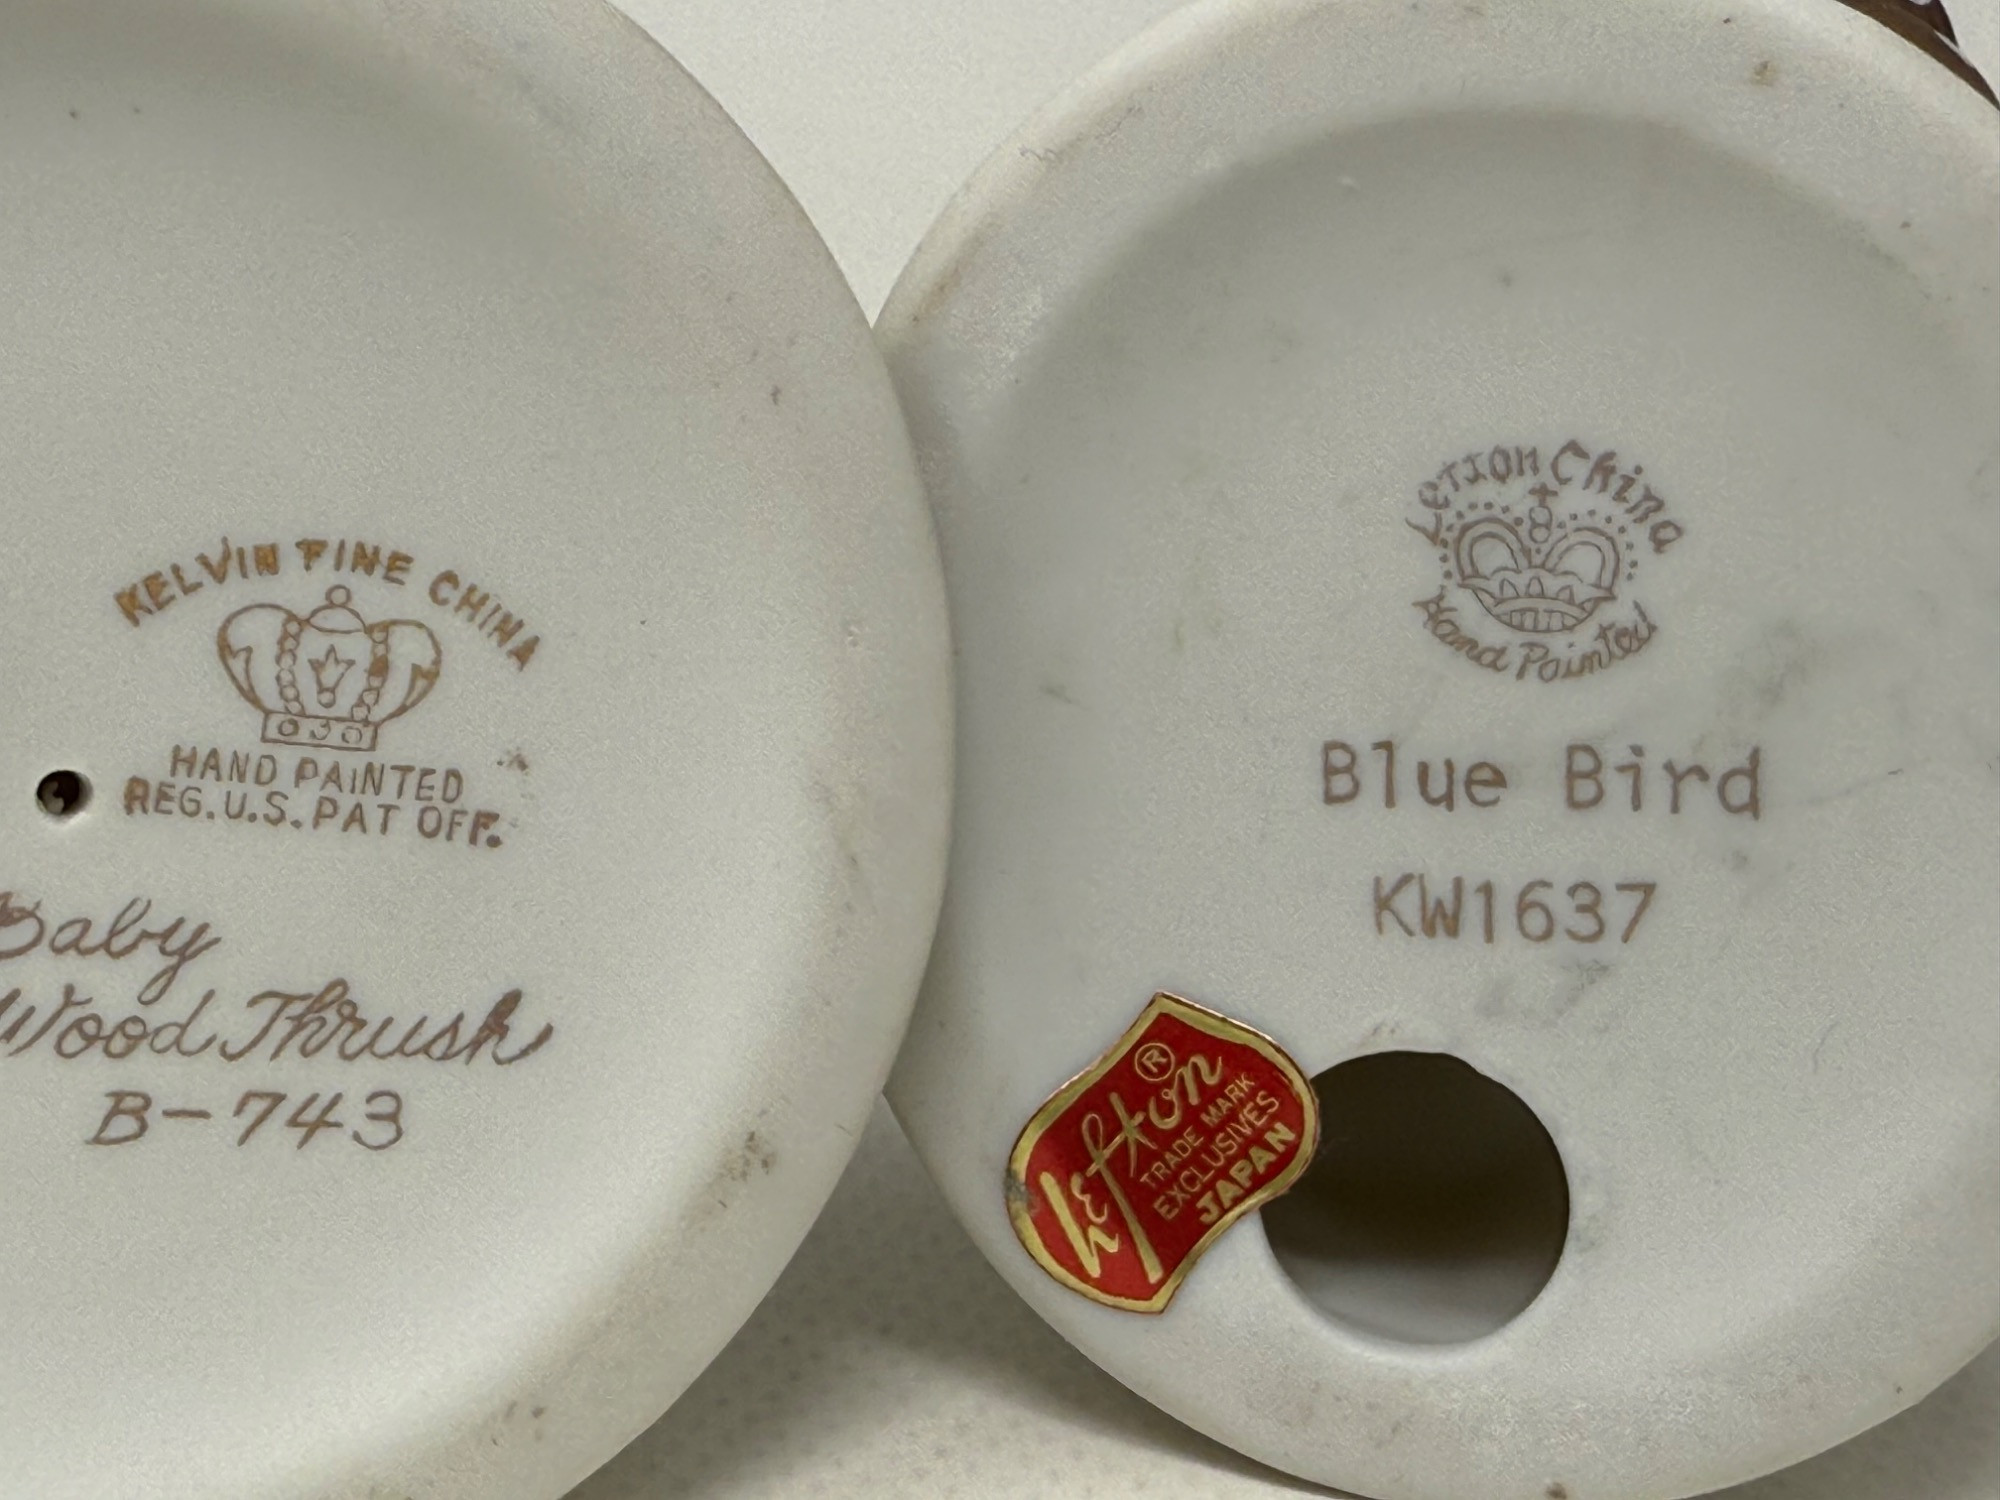 KELVIN FINE CHINA
HAND PAINTED
REG. U.S. PAT OFF.
Baby
Wood Thrush
B-743
Lefton China
Hand Painted
Blue Bird
KW1637
Lefton ®
TRADE MARK
EXCLUSIVES
JAPAN